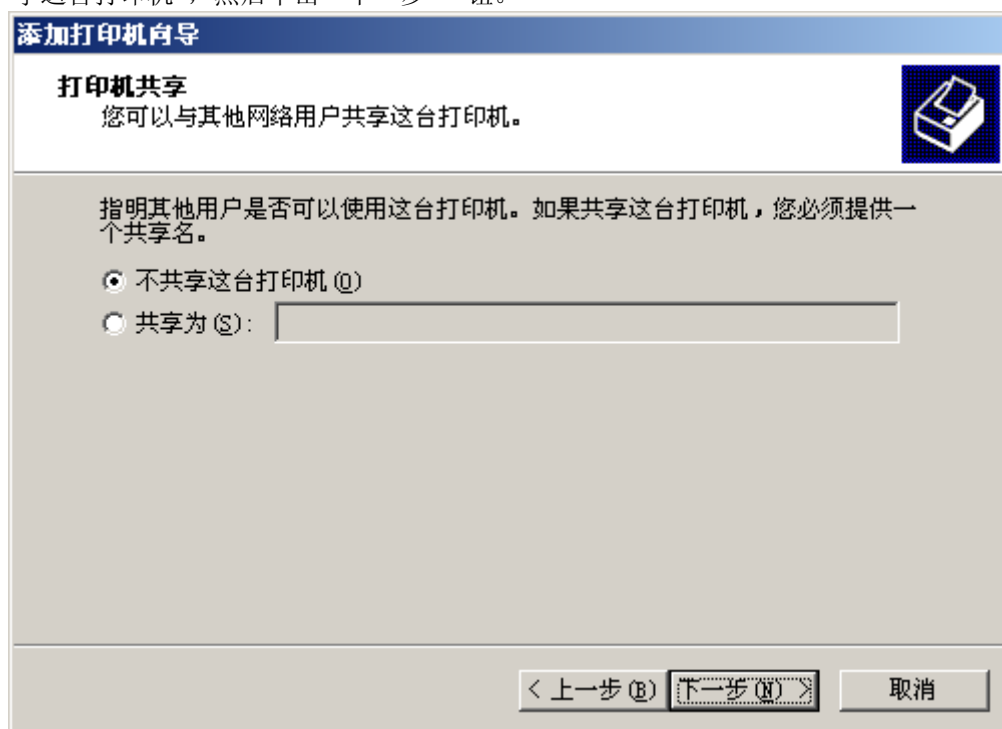 添加打印机向导
打印机共享
您可以与其他网络用户共享这台打印机。
指明其他用户是否可以使用这台打印机。如果共享这台打印机，您必须提供一
个共享名。
不共享这台打印机(O)
共享为(S):
< 上一步(B) 下一步(N) > 取消